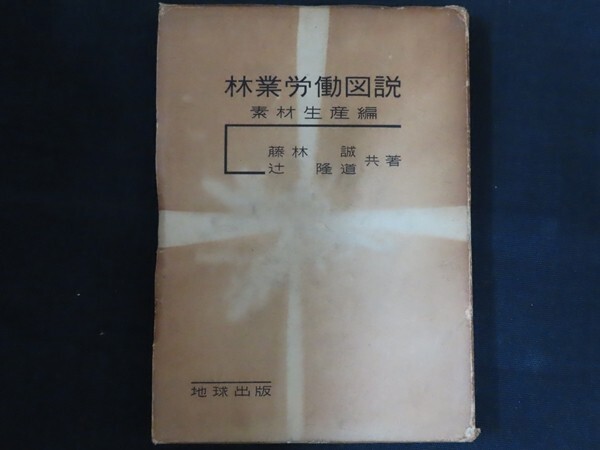 林業労働図説
素材生産編
藤林 誠
辻 隆道 共著
地球出版